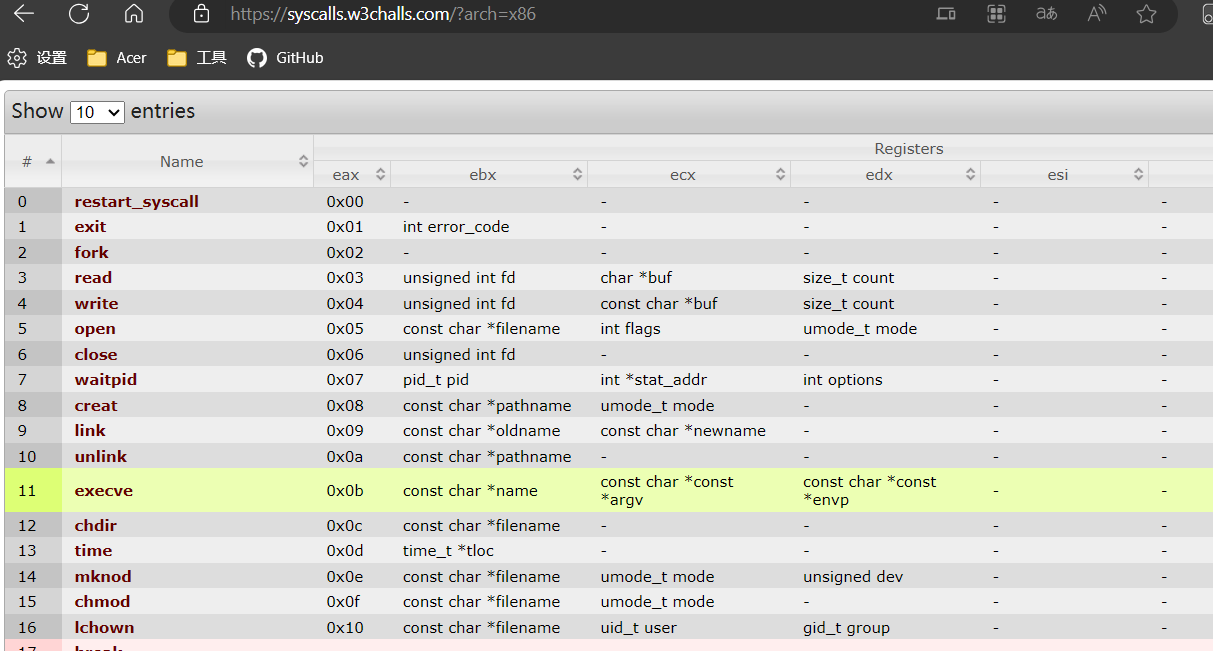 https://syscalls.w3challs.com/?arch=x86
设置 Acer 工具 GitHub
Show 10 entries
# Name Registers
eax ebx ecx edx esi
0 restart_syscall 0x00 - - - - -
1 exit 0x01 int error_code - - - -
2 fork 0x02 - - - - -
3 read 0x03 unsigned int fd char *buf size_t count - -
4 write 0x04 unsigned int fd const char *buf size_t count - -
5 open 0x05 const char *filename int flags umode_t mode - -
6 close 0x06 unsigned int fd - - - -
7 waitpid 0x07 pid_t pid int *stat_addr int options - -
8 creat 0x08 const char *pathname umode_t mode - - -
9 link 0x09 const char *oldname const char *newname - - -
10 unlink 0x0a const char *pathname - - - -
11 execve 0x0b const char *name const char *const *argv const char *const *envp - -
12 chdir 0x0c const char *filename - - - -
13 time 0x0d time_t *tloc - - - -
14 mknod 0x0e const char *filename umode_t mode unsigned dev - -
15 chmod 0x0f const char *filename umode_t mode - - -
16 lchown 0x10 const char *filename uid_t user gid_t group - -